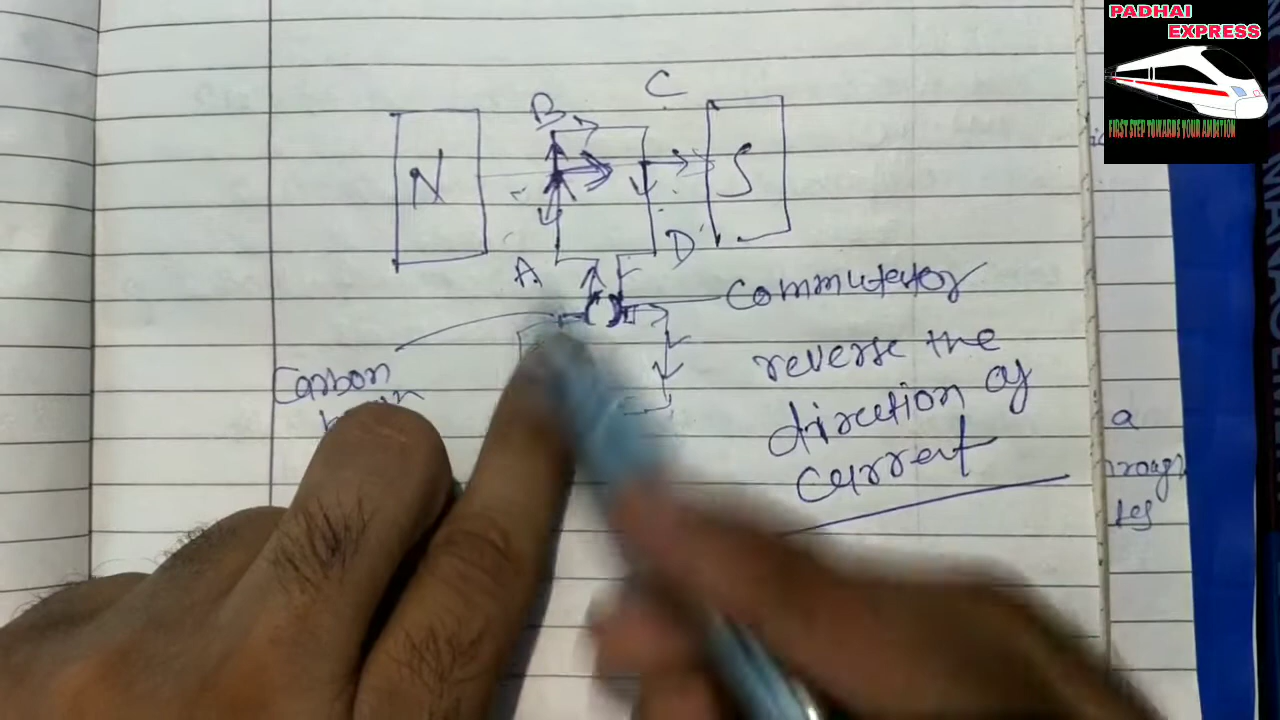 PADHAI
EXPRESS
FIRST STEP TOWARDS YOUR AMBITION
B
C
N
S
A
D
Commutator
Carbon
reverse the
direction of
current
a